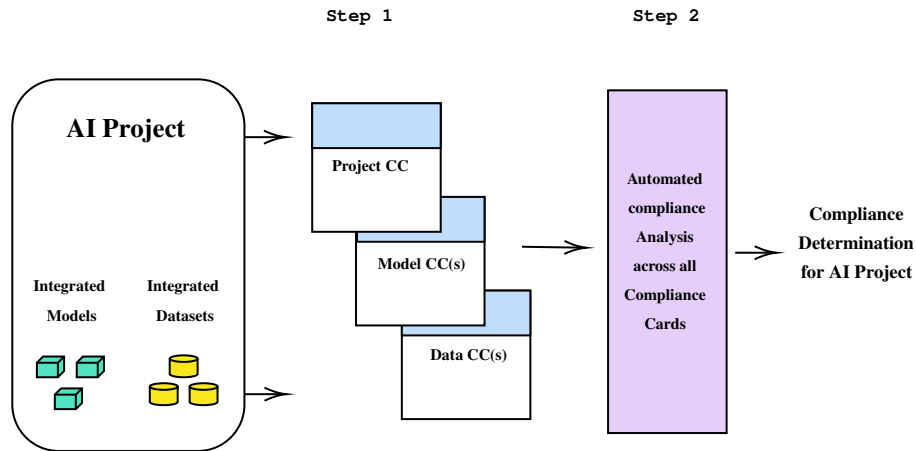 Step 1
Step 2
AI Project
Integrated
Models
Integrated
Datasets
Project CC
Model CC(s)
Data CC(s)
Automated
compliance
Analysis
across all
Compliance
Cards
Compliance
Determination
for AI Project